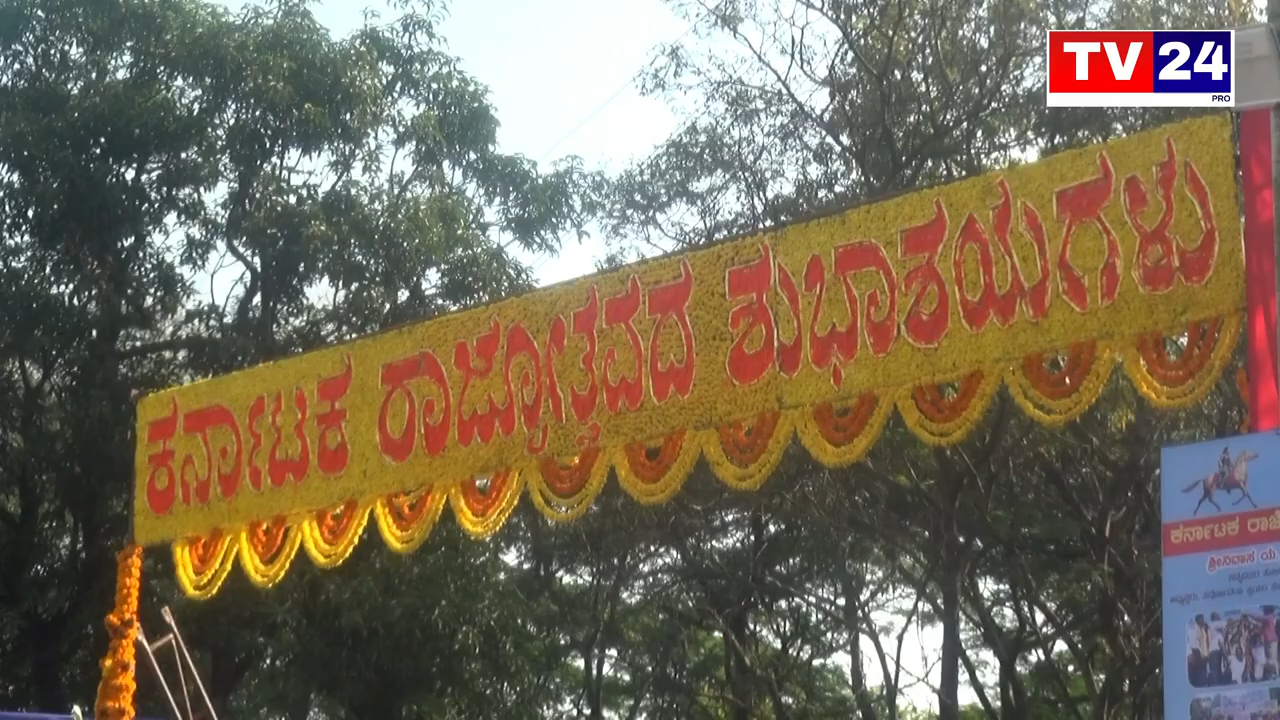 TV 24
PRO
ಕರ್ನಾಟಕ ರಾಜ್ಯೋತ್ಸವದ ಶುಭಾಶಯಗಳು
ಕರ್ನಾಟಕ ರಾಜ
ಶ್ರೀನಿವಾಸ ಯ.